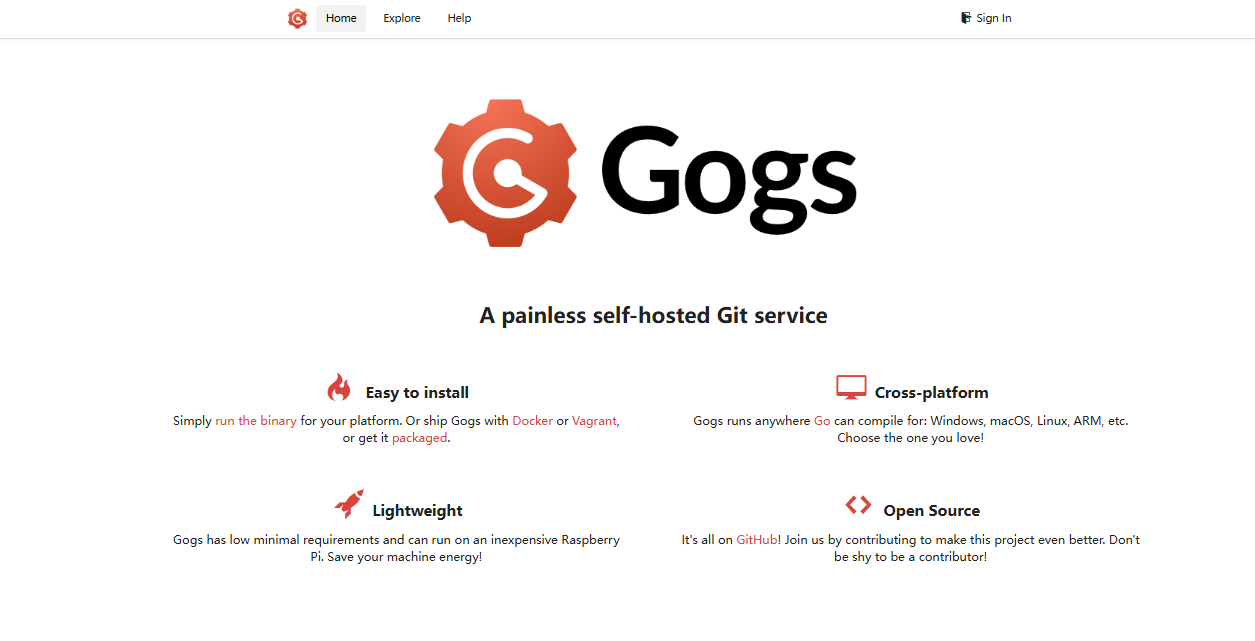 Home Explore Help Sign In
Gogs
A painless self-hosted Git service
Easy to install
Simply run the binary for your platform. Or ship Gogs with Docker or Vagrant,
or get it packaged.
Cross-platform
Gogs runs anywhere Go can compile for: Windows, macOS, Linux, ARM, etc.
Choose the one you love!
Lightweight
Gogs has low minimal requirements and can run on an inexpensive Raspberry
Pi. Save your machine energy!
Open Source
It's all on GitHub! Join us by contributing to make this project even better. Don't
be shy to be a contributor!